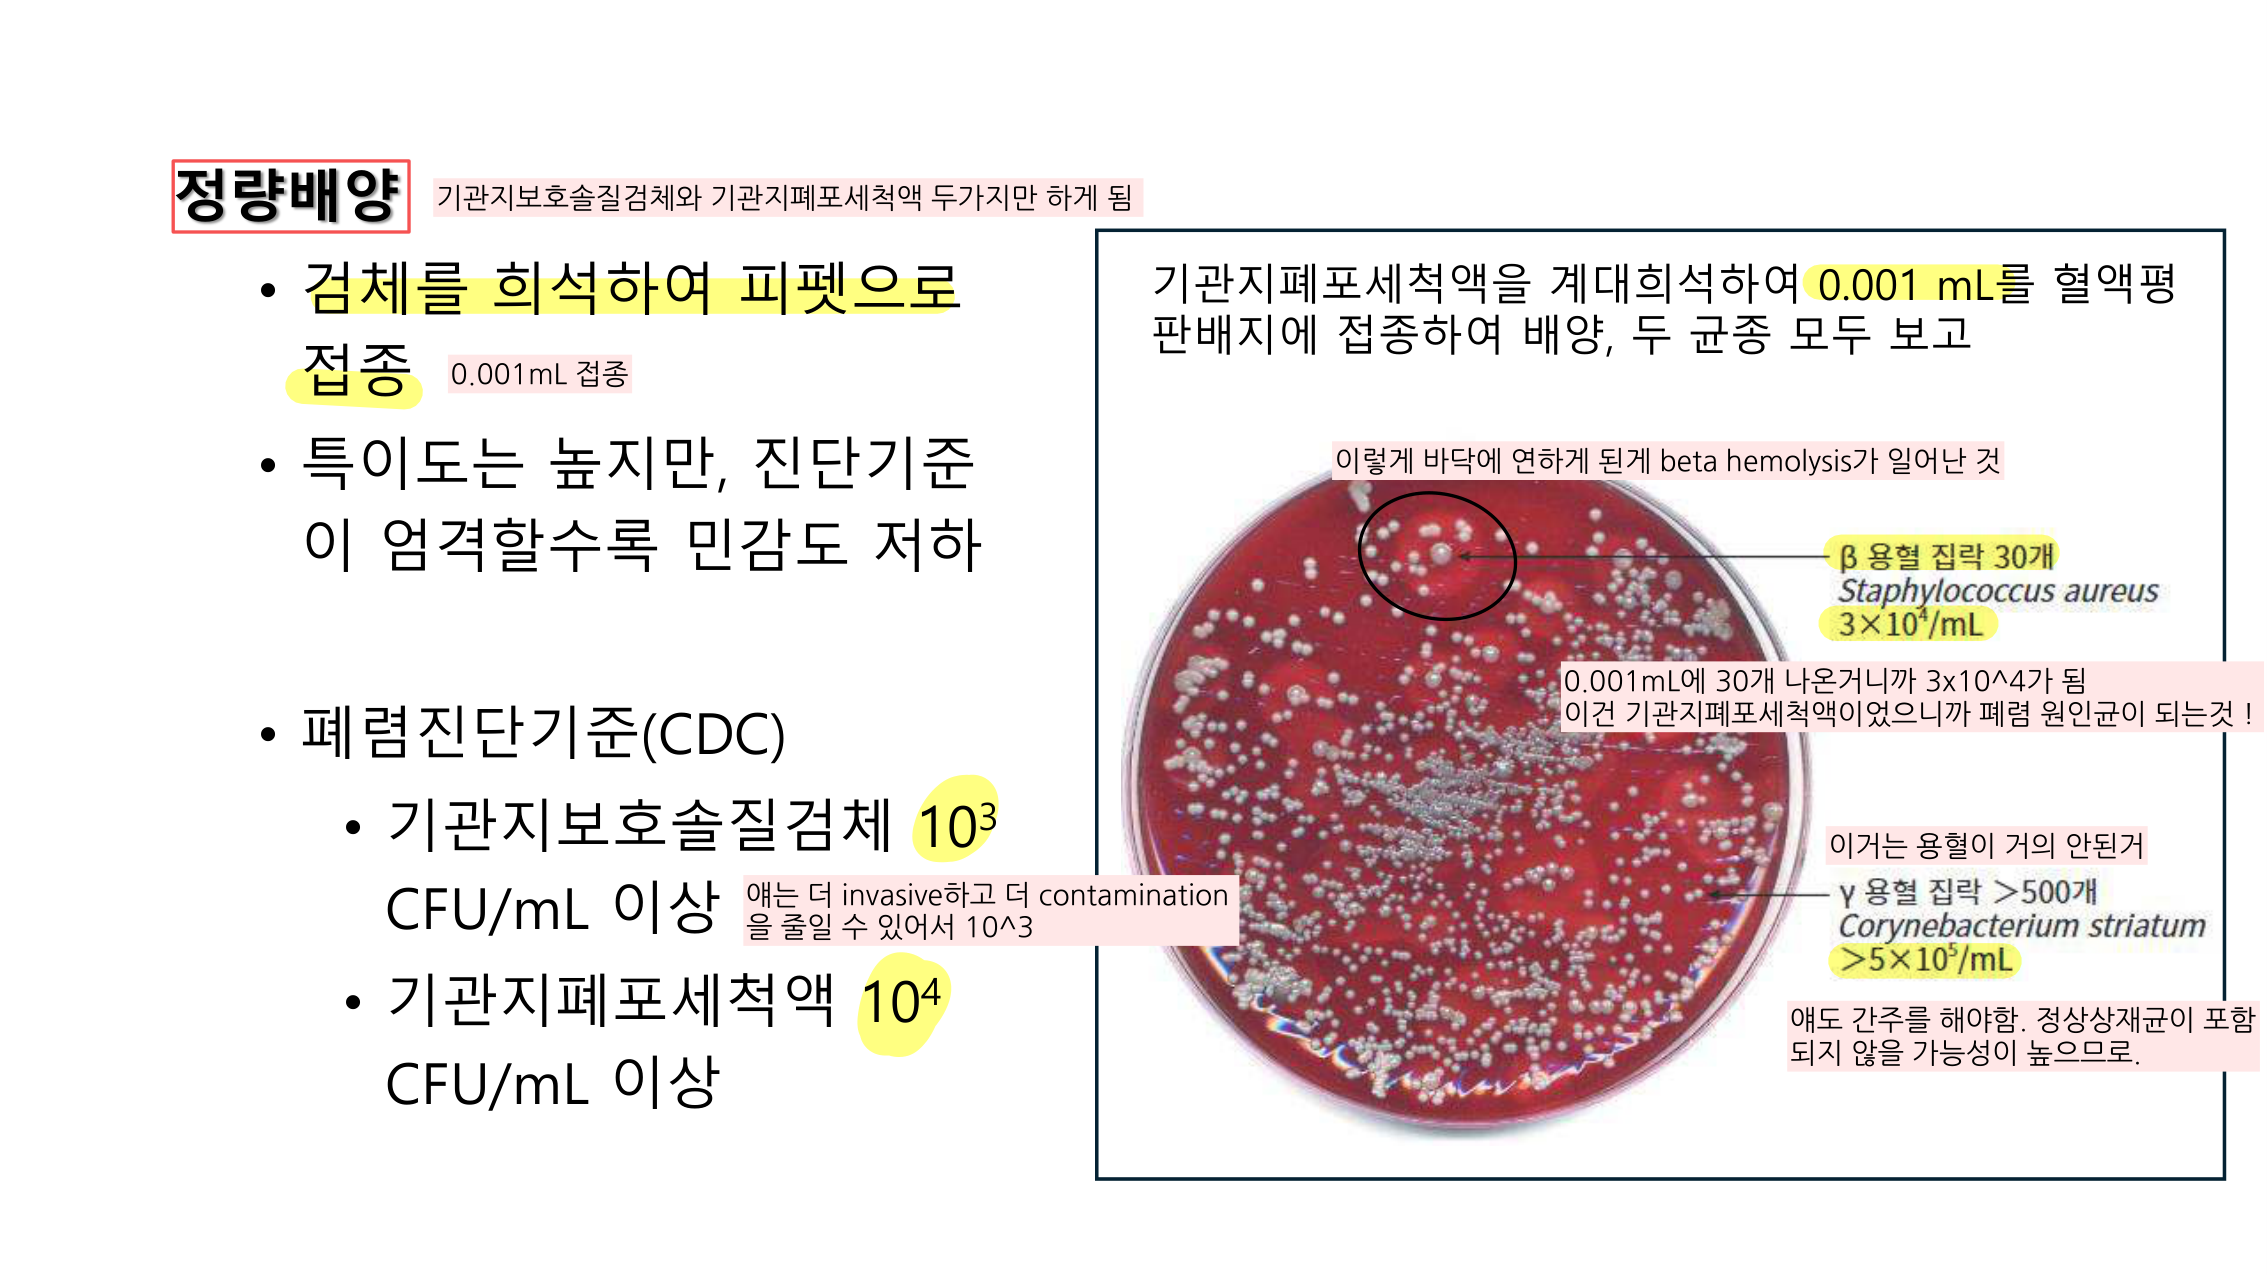 정량배양
기관지보호솔질검체와 기관지폐포세척액 두가지만 하게 됨
• 검체를 희석하여 피펫으로
접종
0.001mL 접종
• 특이도는 높지만, 진단기준
이 엄격할수록 민감도 저하
• 폐렴진단기준(CDC)
• 기관지보호솔질검체 10³
CFU/mL 이상
얘는 더 invasive하고 더 contamination
을 줄일 수 있어서 10^3
• 기관지폐포세척액 10⁴
CFU/mL 이상
기관지폐포세척액을 계대희석하여 0.001 mL를 혈액평
판배지에 접종하여 배양, 두 균종 모두 보고
이렇게 바닥에 연하게 된게 beta hemolysis가 일어난 것
β 용혈 집락 30개
Staphylococcus aureus
3×10⁴/mL
0.001mL에 30개 나온거니까 3x10^4가 됨
이건 기관지폐포세척액이었으니까 폐렴 원인균이 되는것 !
이거는 용혈이 거의 안된거
γ 용혈 집락 >500개
Corynebacterium striatum
>5×10⁵/mL
얘도 간주를 해야함. 정상상재균이 포함
되지 않을 가능성이 높으므로.